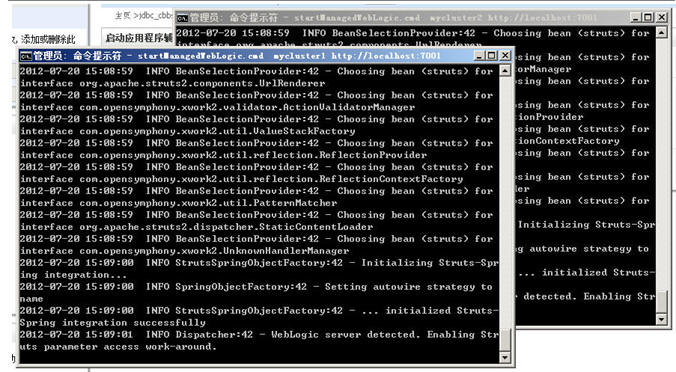 主页 >jdbc_cbb
，添加或删除此
启动应用程序辅
管理员: 命令提示符 - startManagedWebLogic.cmd  mycluster2 http://localhost:7001
2012-07-20 15:08:59  INFO BeanSelectionProvider:42 - Choosing bean (struts) for
interface org.apache.struts2.components.UrlRenderer
管理员: 命令提示符 - startManagedWebLogic.cmd  mycluster1 http://localhost:7001
2012-07-20 15:08:59  INFO BeanSelectionProvider:42 - Choosing bean (struts) for
interface org.apache.struts2.components.UrlRenderer
2012-07-20 15:08:59  INFO BeanSelectionProvider:42 - Choosing bean (struts) for
interface com.opensymphony.xwork2.validator.ActionValidatorManager
2012-07-20 15:08:59  INFO BeanSelectionProvider:42 - Choosing bean (struts) for
interface com.opensymphony.xwork2.util.ValueStackFactory
2012-07-20 15:08:59  INFO BeanSelectionProvider:42 - Choosing bean (struts) for
interface com.opensymphony.xwork2.util.reflection.ReflectionProvider
2012-07-20 15:08:59  INFO BeanSelectionProvider:42 - Choosing bean (struts) for
interface com.opensymphony.xwork2.util.reflection.ReflectionContextFactory
2012-07-20 15:08:59  INFO BeanSelectionProvider:42 - Choosing bean (struts) for
interface com.opensymphony.xwork2.util.PatternMatcher
2012-07-20 15:08:59  INFO BeanSelectionProvider:42 - Choosing bean (struts) for
interface org.apache.struts2.dispatcher.StaticContentLoader
2012-07-20 15:08:59  INFO BeanSelectionProvider:42 - Choosing bean (struts) for
interface com.opensymphony.xwork2.UnknownHandlerManager
2012-07-20 15:09:00  INFO StrutsSpringObjectFactory:42 - Initializing Struts-Spr
ing integration...
2012-07-20 15:09:00  INFO SpringObjectFactory:42 - Setting autowire strategy to
name
2012-07-20 15:09:00  INFO StrutsSpringObjectFactory:42 - ... initialized Struts-
Spring integration successfully
2012-07-20 15:09:01  INFO Dispatcher:42 - WebLogic server detected. Enabling Str
uts parameter access work-around.
ing bean (struts) for
orManager
ing bean (struts) for
ing bean (struts) for
ionProvider
ing bean (struts) for
ionContextFactory
ing bean (struts) for
ing bean (struts) for
der
ing bean (struts) for
Initializing Struts-Spr
g autowire strategy to
... initialized Struts-
detected. Enabling Str
动